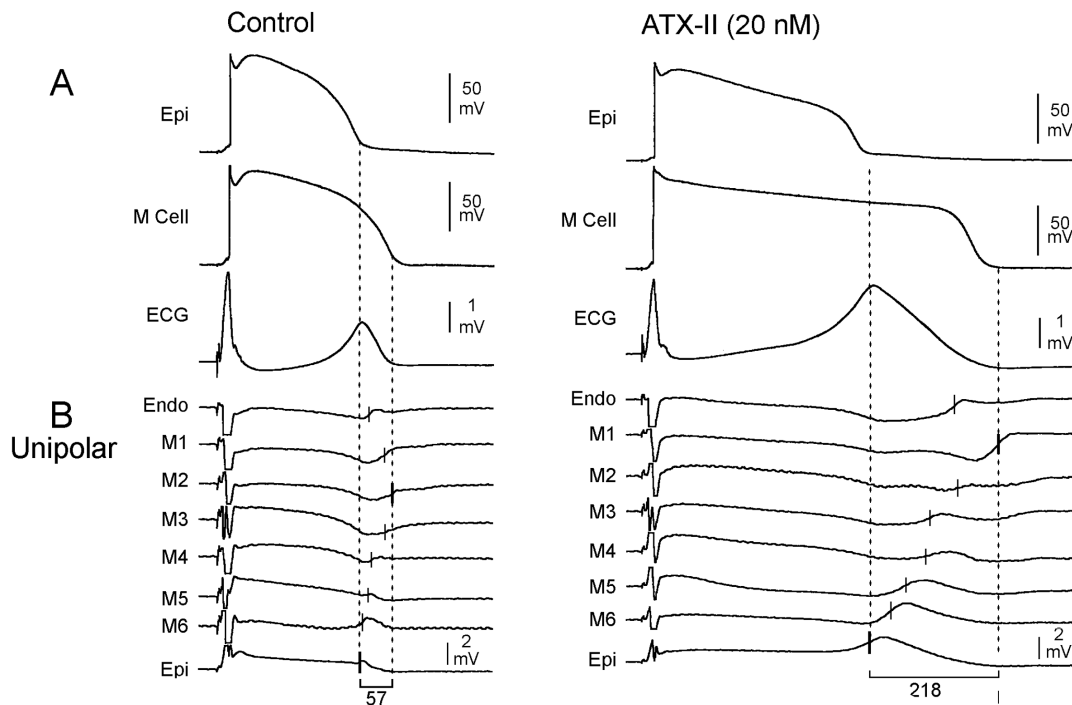 Control
ATX-II (20 nM)
A
Epi
50
mV
Epi
50
mV
M Cell
50
mV
M Cell
50
mV
ECG
1
mV
ECG
1
mV
B
Unipolar
Endo
M1
M2
M3
M4
M5
M6
Epi
2
mV
57
Endo
M1
M2
M3
M4
M5
M6
Epi
2
mV
218